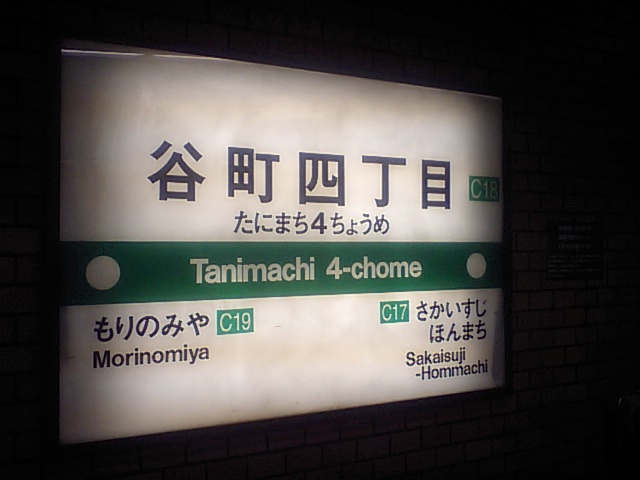 谷町四丁目 C18
たにまち4ちょうめ
Tanimachi 4-chome
もりのみや C19
Morinomiya
C17 さかいすじ
ほんまち
Sakaisuji
-Hommachi